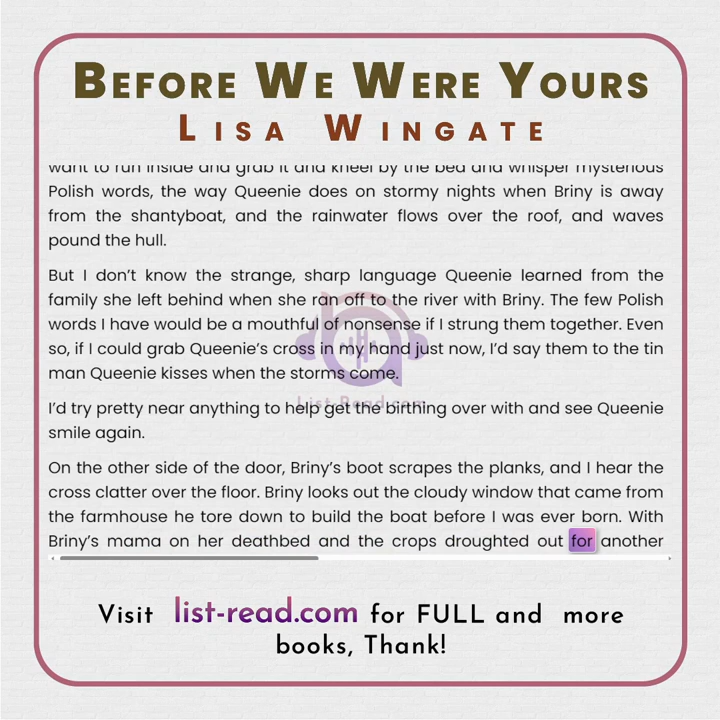 BEFORE WE WERE YOURS
LISA WINGATE
want to run inside and grab it and kneel by the bed and whisper mysterious
Polish words, the way Queenie does on stormy nights when Briny is away
from the shantyboat, and the rainwater flows over the roof, and waves
pound the hull.
But I don’t know the strange, sharp language Queenie learned from the
family she left behind when she ran off to the river with Briny. The few Polish
words I have would be a mouthful of nonsense if I strung them together. Even
so, if I could grab Queenie’s cross in my hand just now, I’d say them to the tin
man Queenie kisses when the storms come.
List-Read.com
I’d try pretty near anything to help get the birthing over with and see Queenie
smile again.
On the other side of the door, Briny’s boot scrapes the planks, and I hear the
cross clatter over the floor. Briny looks out the cloudy window that came from
the farmhouse he tore down to build the boat before I was ever born. With
Briny’s mama on her deathbed and the crops droughted out for another
Visit list-read.com for FULL and more
books, Thank!